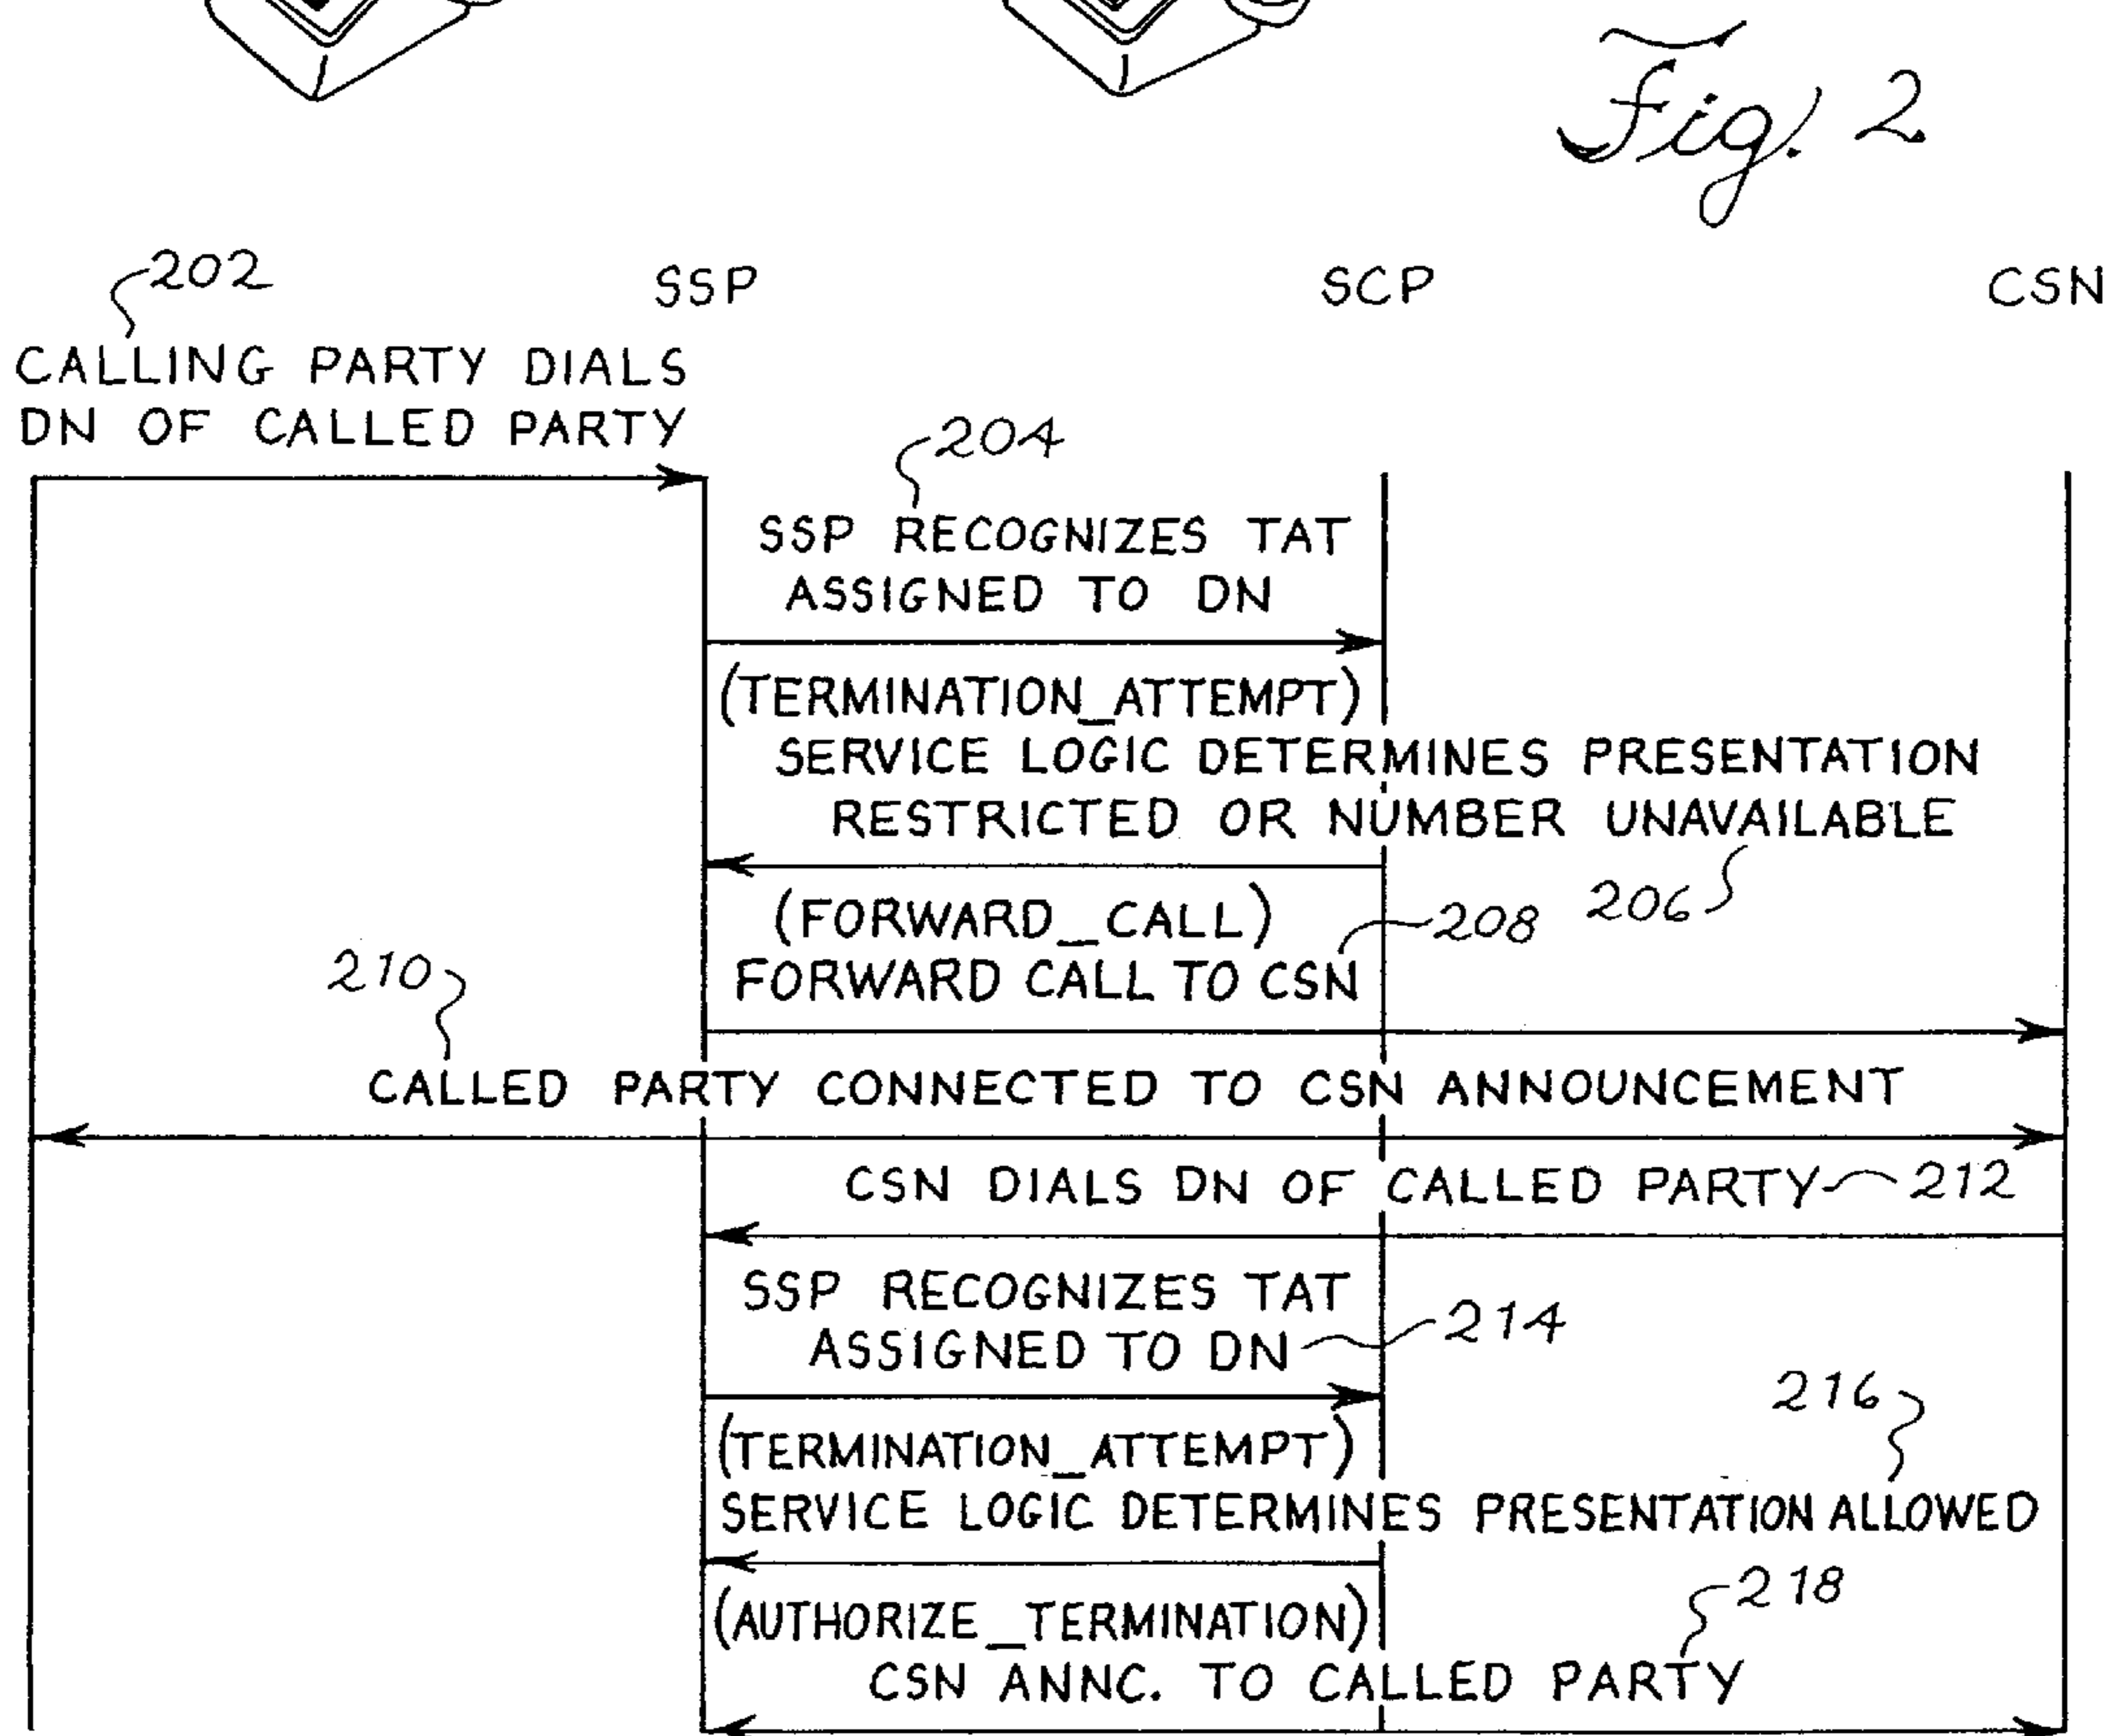 Fig. 2
202
SSP
SCP
CSN
CALLING PARTY DIALS
DN OF CALLED PARTY
204
SSP RECOGNIZES TAT
ASSIGNED TO DN
(TERMINATION_ATTEMPT)
SERVICE LOGIC DETERMINES PRESENTATION
RESTRICTED OR NUMBER UNAVAILABLE
206
(FORWARD_CALL)
208
FORWARD CALL TO CSN
210
CALLED PARTY CONNECTED TO CSN ANNOUNCEMENT
CSN DIALS DN OF CALLED PARTY
212
SSP RECOGNIZES TAT
ASSIGNED TO DN
214
(TERMINATION_ATTEMPT)
216
SERVICE LOGIC DETERMINES PRESENTATION ALLOWED
(AUTHORIZE_TERMINATION)
218
CSN ANNC. TO CALLED PARTY